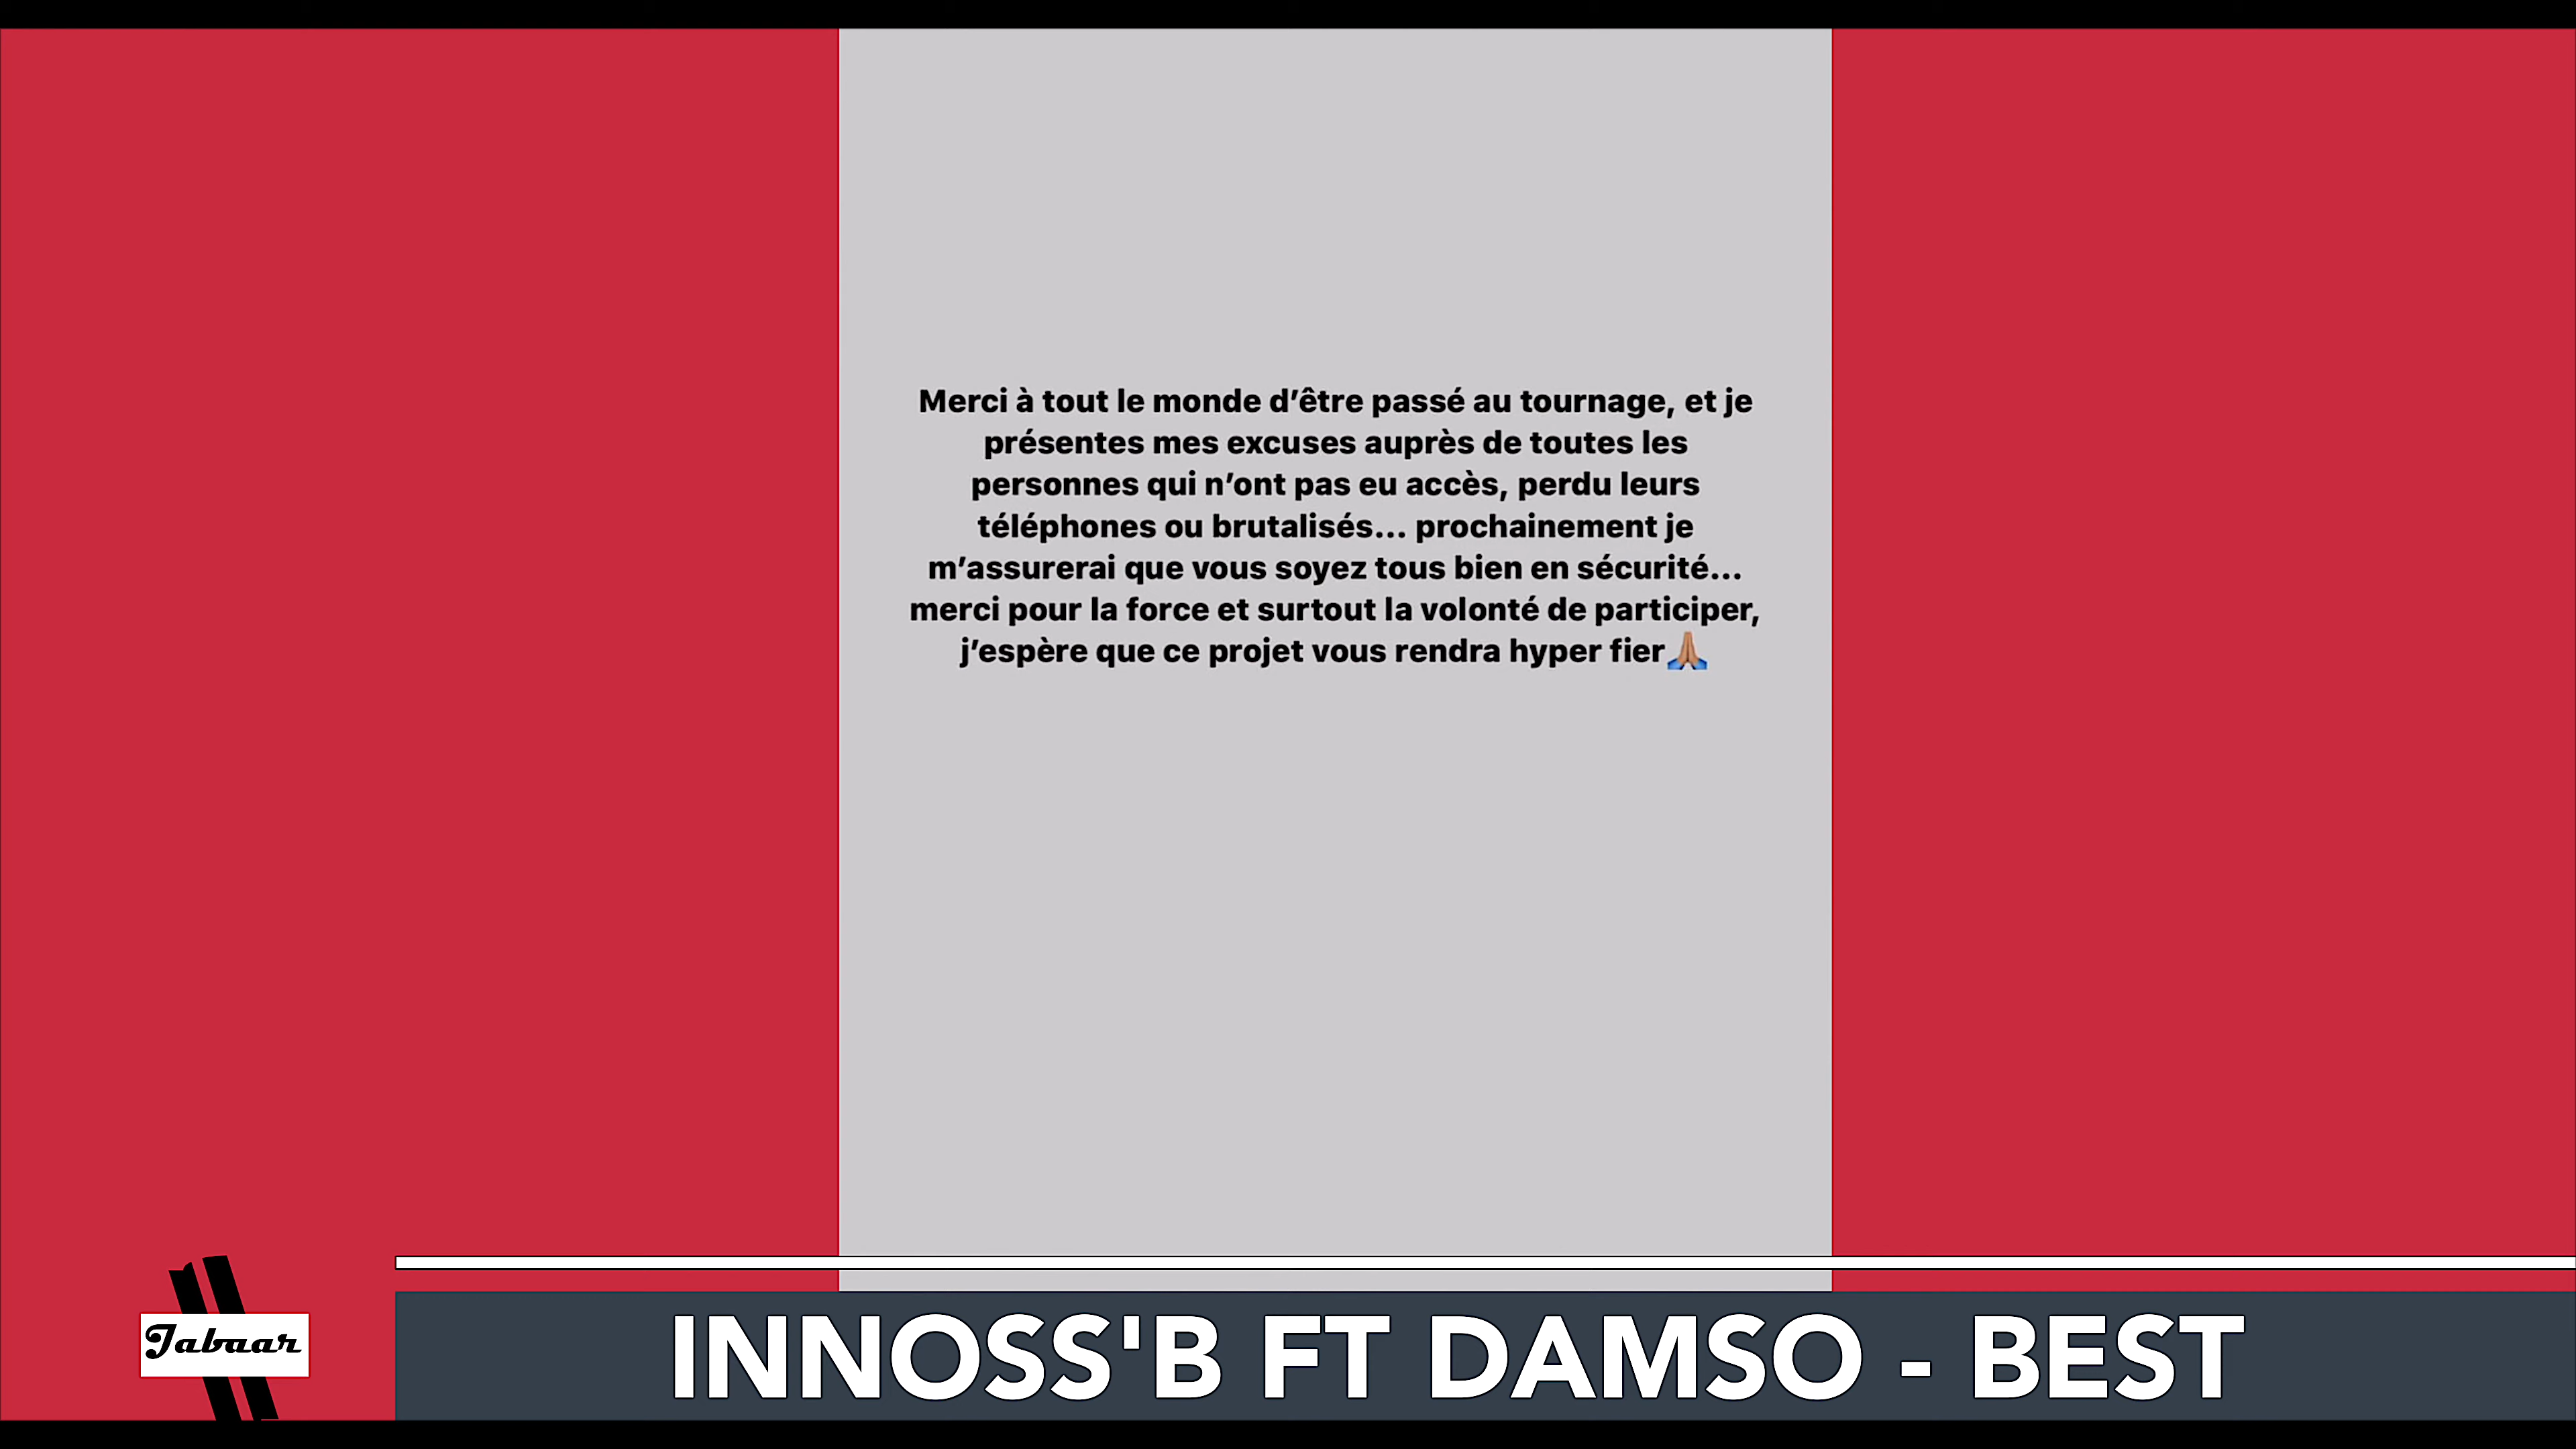 Merci à tout le monde d’être passé au tournage, et je
présentes mes excuses auprès de toutes les
personnes qui n’ont pas eu accès, perdu leurs
téléphones ou brutalisés... prochainement je
m’assurerai que vous soyez tous bien en sécurité...
merci pour la force et surtout la volonté de participer,
j’espère que ce projet vous rendra hyper fier🙏🏽
Jabaar
INNOSS'B FT DAMSO - BEST